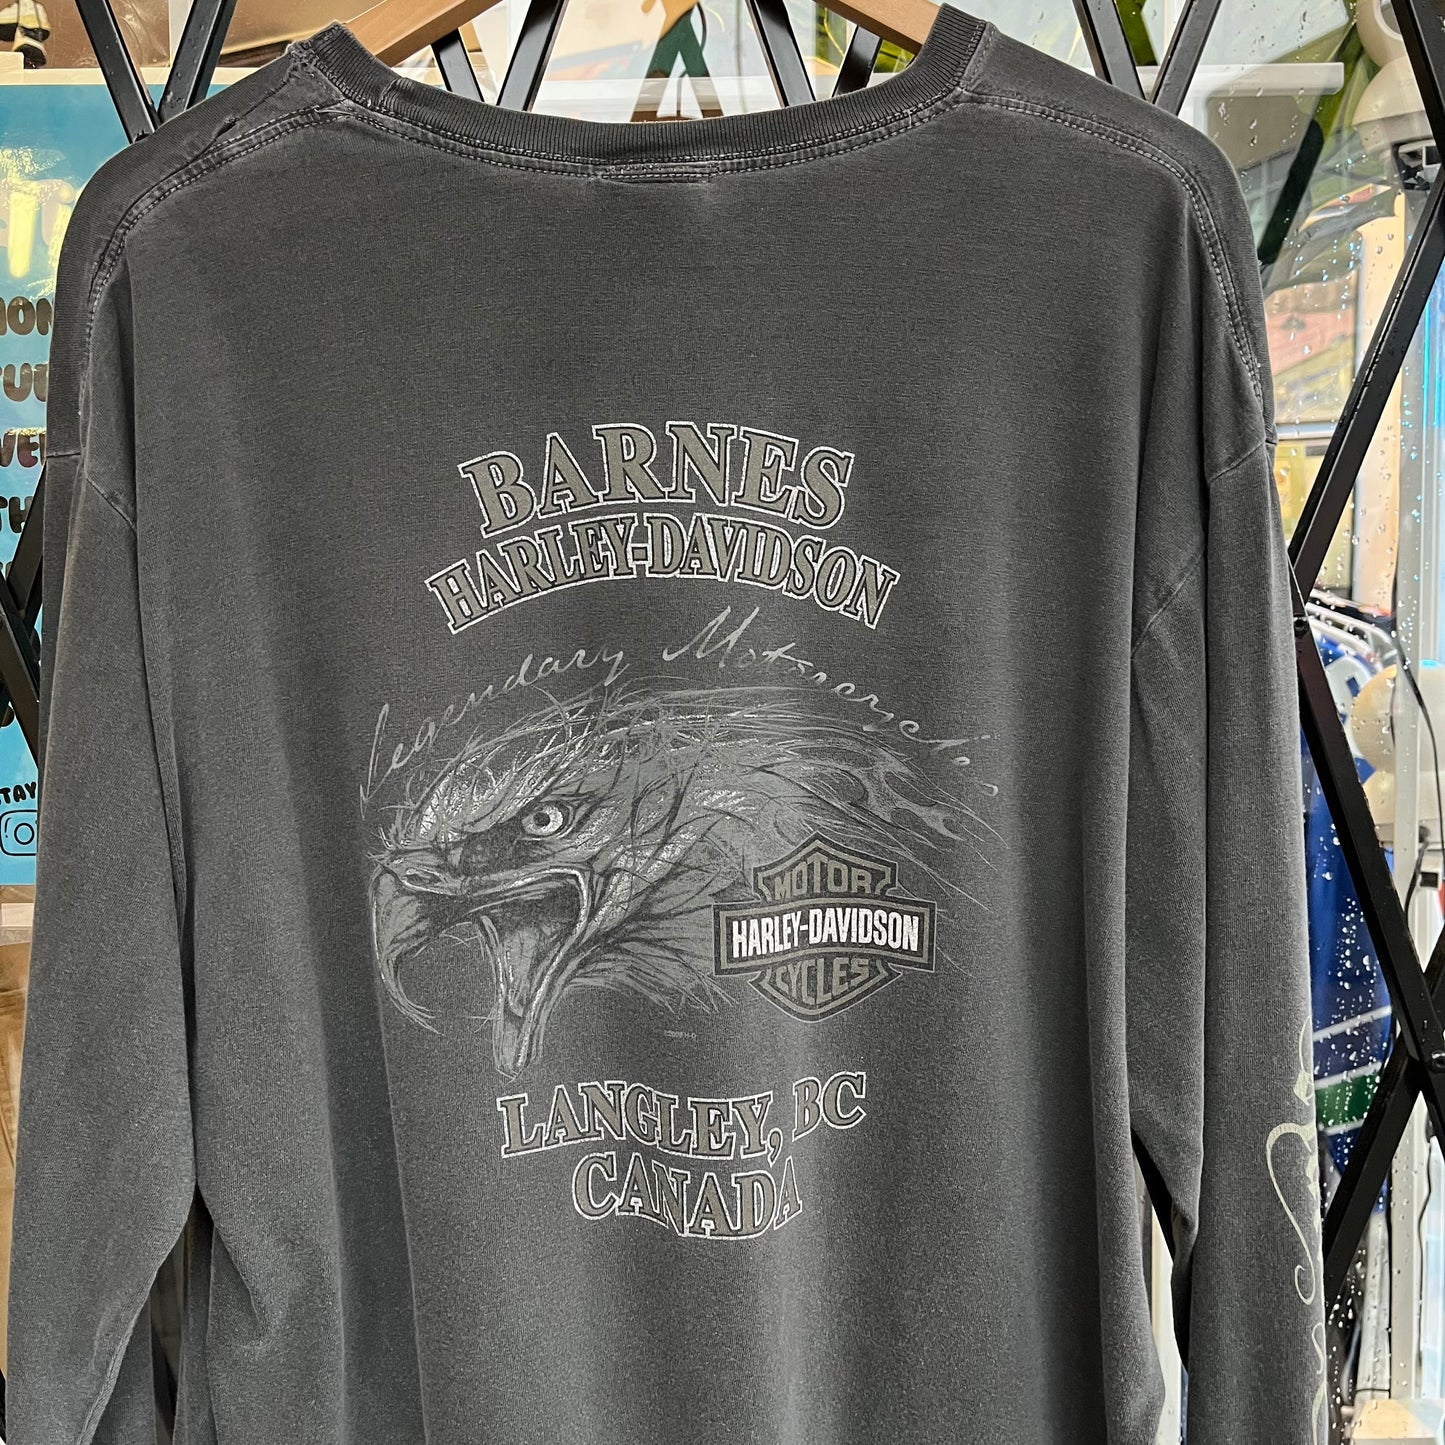 BARNES
HARLEY-DAVIDSON
Legendary Motorcycles
MOTOR
HARLEY-DAVIDSON
CYCLES
LANGLEY, BC
CANADA